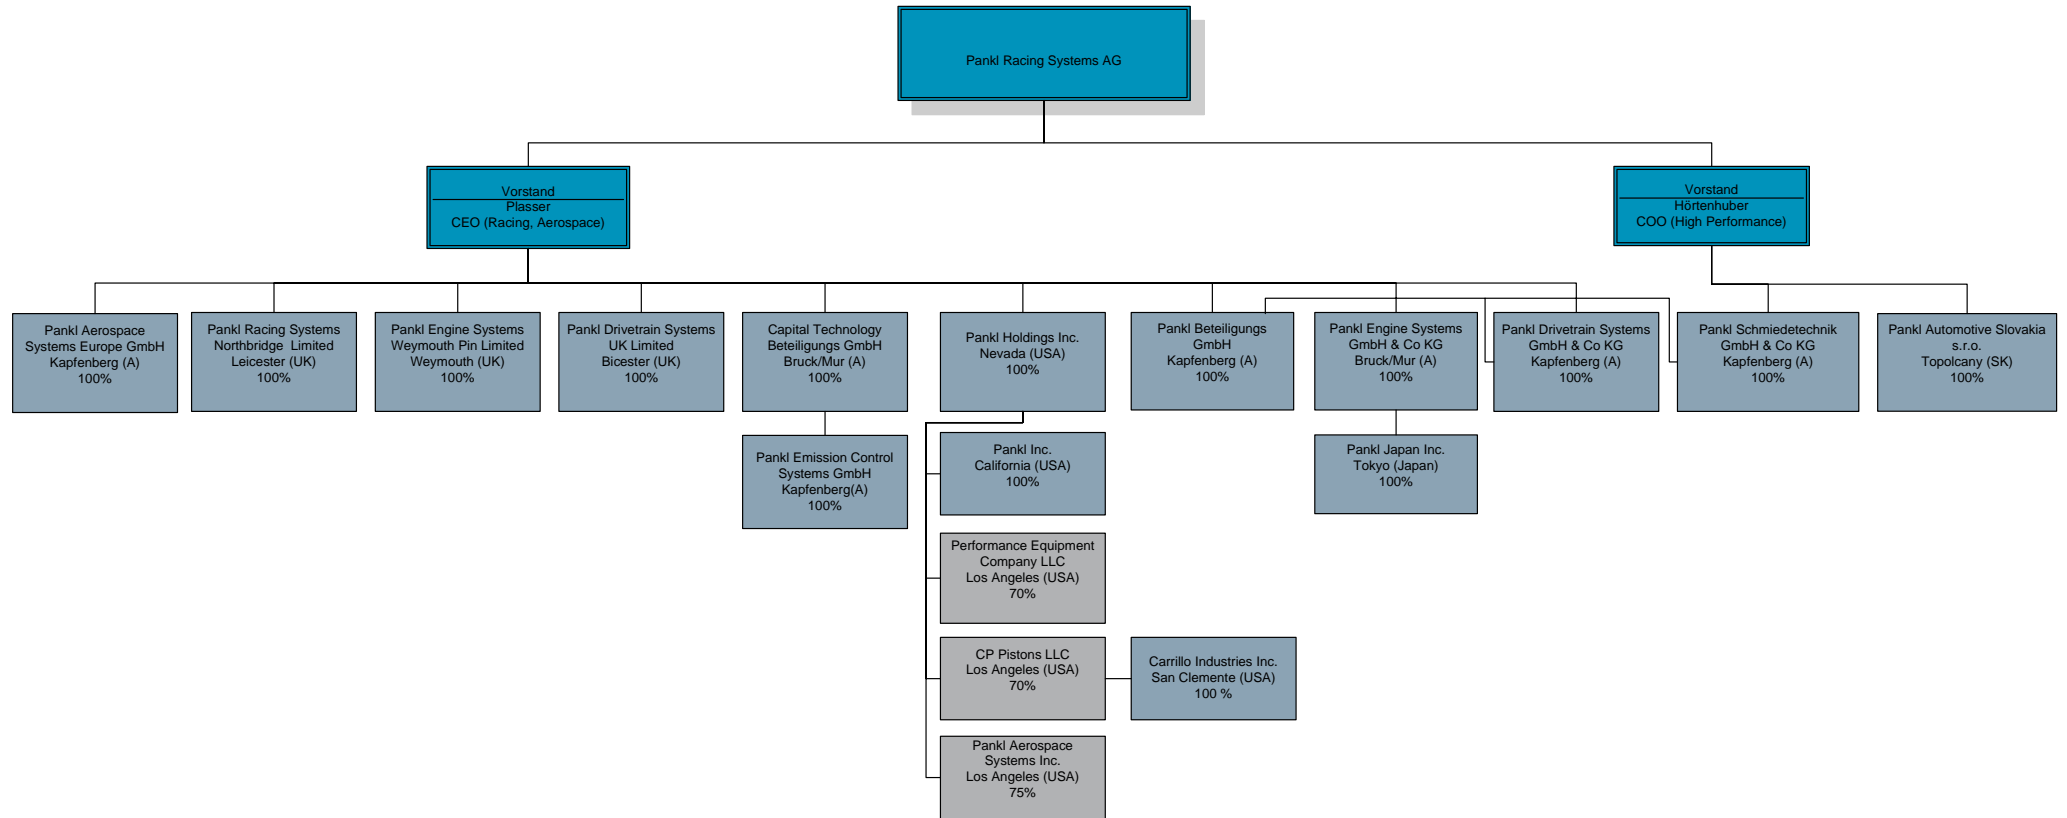 Pankl Racing Systems AG
Vorstand
Plasser
CEO (Racing, Aerospace)
Vorstand
Hörtenhuber
COO (High Performance)
Pankl Aerospace
Systems Europe GmbH
Kapfenberg (A)
100%
Pankl Racing Systems
Northbridge Limited
Leicester (UK)
100%
Pankl Engine Systems
Weymouth Pin Limited
Weymouth (UK)
100%
Pankl Drivetrain Systems
UK Limited
Bicester (UK)
100%
Capital Technology
Beteiligungs GmbH
Bruck/Mur (A)
100%
Pankl Holdings Inc.
Nevada (USA)
100%
Pankl Beteiligungs
GmbH
Kapfenberg (A)
100%
Pankl Engine Systems
GmbH & Co KG
Bruck/Mur (A)
100%
Pankl Drivetrain Systems
GmbH & Co KG
Kapfenberg (A)
100%
Pankl Schmiedetechnik
GmbH & Co KG
Kapfenberg (A)
100%
Pankl Automotive Slovakia
s.r.o.
Topolcany (SK)
100%
Pankl Emission Control
Systems GmbH
Kapfenberg(A)
100%
Pankl Inc.
California (USA)
100%
Pankl Japan Inc.
Tokyo (Japan)
100%
Performance Equipment
Company LLC
Los Angeles (USA)
70%
CP Pistons LLC
Los Angeles (USA)
70%
Carrillo Industries Inc.
San Clemente (USA)
100 %
Pankl Aerospace
Systems Inc.
Los Angeles (USA)
75%